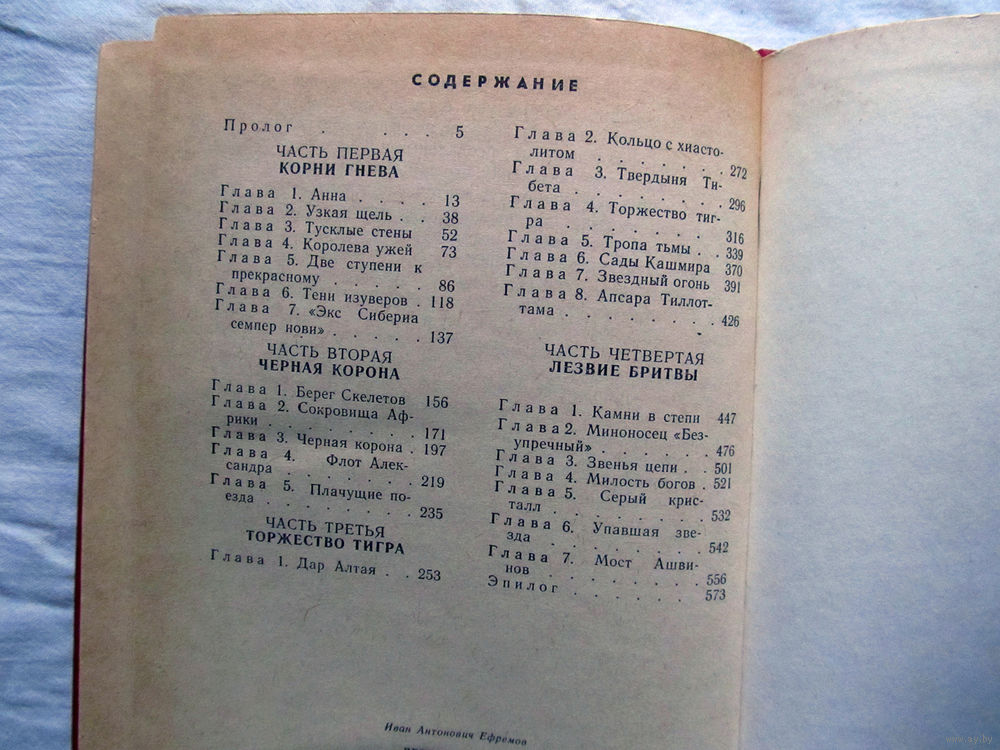 СОДЕРЖАНИЕ
Пролог . . . . . 5
ЧАСТЬ ПЕРВАЯ
КОРНИ ГНЕВА
Глава 1. Анна . . . . 13
Глава 2. Узкая щель . . 38
Глава 3. Тусклые стены 52
Глава 4. Королева ужей 73
Глава 5. Две ступени к
прекрасному . . . . . 86
Глава 6. Тени изуверов . 118
Глава 7. «Экс Сибериа
семпер нови» . . . . . 137
ЧАСТЬ ВТОРАЯ
ЧЕРНАЯ КОРОНА
Глава 1. Берег Скелетов 156
Глава 2. Сокровища Аф-
рики . . . . . . . . 171
Глава 3. Черная корона . 197
Глава 4. Флот Алек-
сандра . . . . . . 219
Глава 5. Плачущие по-
езда . . . . . . . . 235
ЧАСТЬ ТРЕТЬЯ
ТОРЖЕСТВО ТИГРА
Глава 1. Дар Алтая . . 253
Глава 2. Кольцо с хиасто-
литом . . . . . . . 272
Глава 3. Твердыня Ти-
бета . . . . . . . . 296
Глава 4. Торжество тиг-
ра . . . . . . . . 316
Глава 5. Тропа тьмы . . 339
Глава 6. Сады Кашмира 370
Глава 7. Звездный огонь 391
Глава 8. Апсара Тиллот-
тама . . . . . . . . 426
ЧАСТЬ ЧЕТВЕРТАЯ
ЛЕЗВИЕ БРИТВЫ
Глава 1. Камни в степи 447
Глава 2. Миноносец «Без-
упречный» . . . . . . 476
Глава 3. Звенья цепи . . 501
Глава 4. Милость богов . 521
Глава 5. Серый крис-
талл . . . . . . . . 532
Глава 6. Упавшая зве-
зда . . . . . . . . 542
Глава 7. Мост Ашви-
нов . . . . . . . . 556
Эпилог . . . . . . 573
Иван Антонович Ефремов
www.ay.by